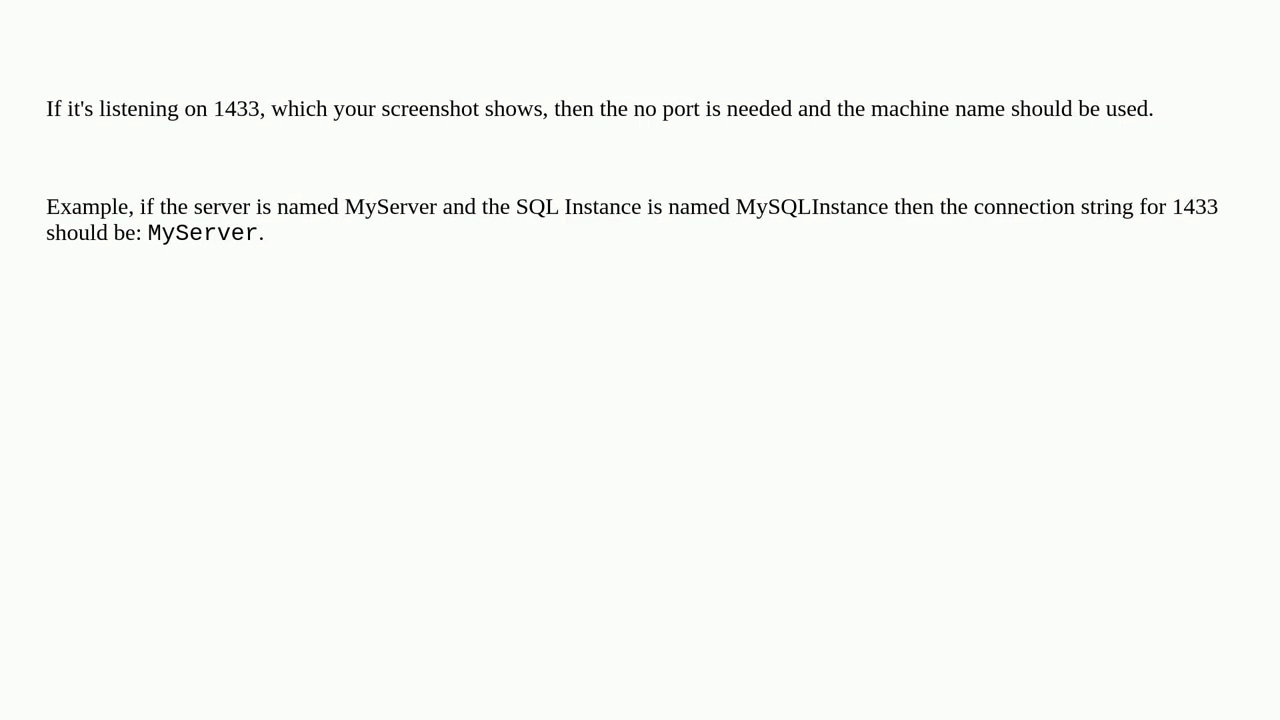 If it's listening on 1433, which your screenshot shows, then the no port is needed and the machine name should be used.
Example, if the server is named MyServer and the SQL Instance is named MySQLInstance then the connection string for 1433
should be: MyServer.